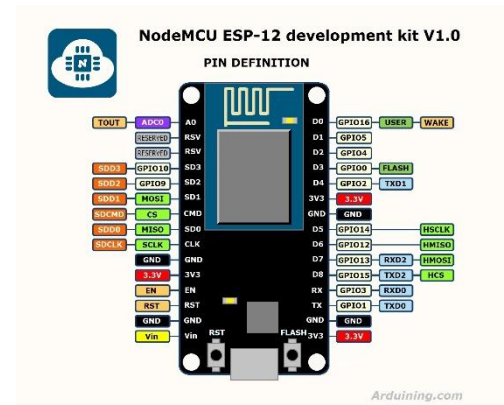 NodeMCU ESP-12 development kit V1.0
PIN DEFINITION
N
TOUT ADC0 A0
RESERVED RSV
RESERVED RSV
SDD3 GPIO10 SD3
SDD2 GPIO9 SD2
SDD1 MOSI SD1
SDCMD CS CMD
SDD0 MISO SD0
SDCLK SCLK CLK
GND GND
3.3V 3V3
EN EN
RST RST
GND GND
Vin Vin
D0 GPIO16 USER WAKE
D1 GPIO5
D2 GPIO4
D3 GPIO0 FLASH
D4 GPIO2 TXD1
3V3 3.3V
GND GND
D5 GPIO14 HSCLK
D6 GPIO12 HMISO
D7 GPIO13 RXD2 HMOSI
D8 GPIO15 TXD2 HCS
RX GPIO3 RXD0
TX GPIO1 TXD0
GND GND
3V3 3.3V
RST FLASH
Arduining.com